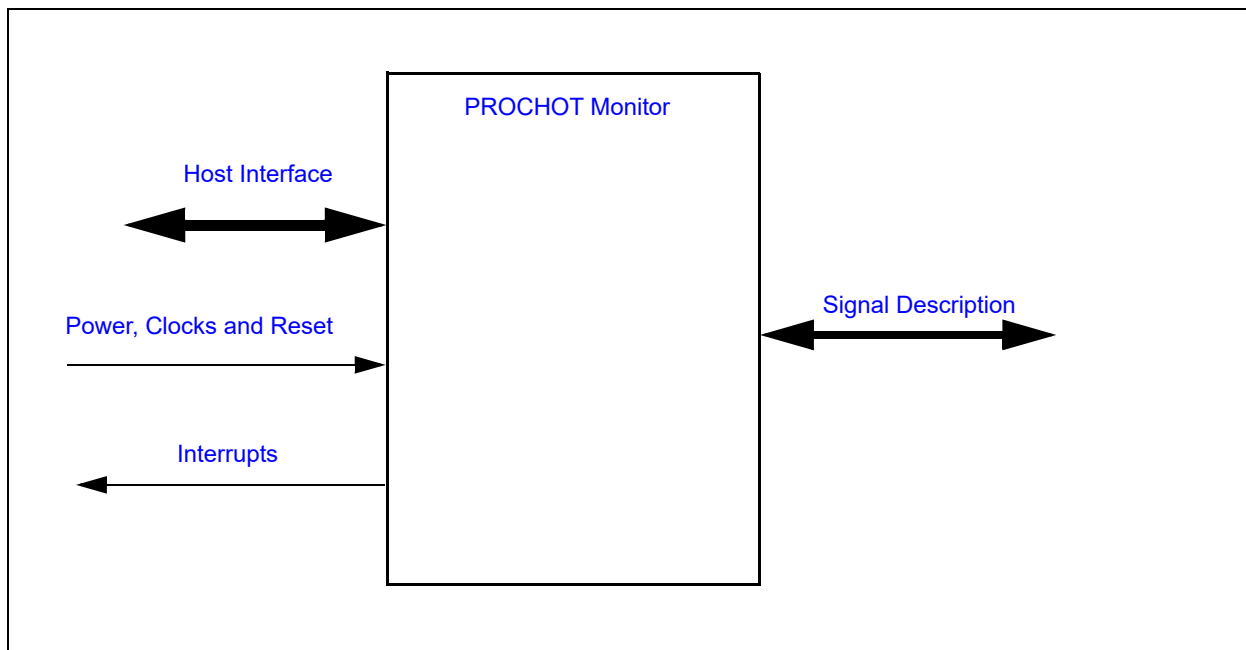 PROCHOT Monitor
Host Interface
Signal Description
Power, Clocks and Reset
Interrupts